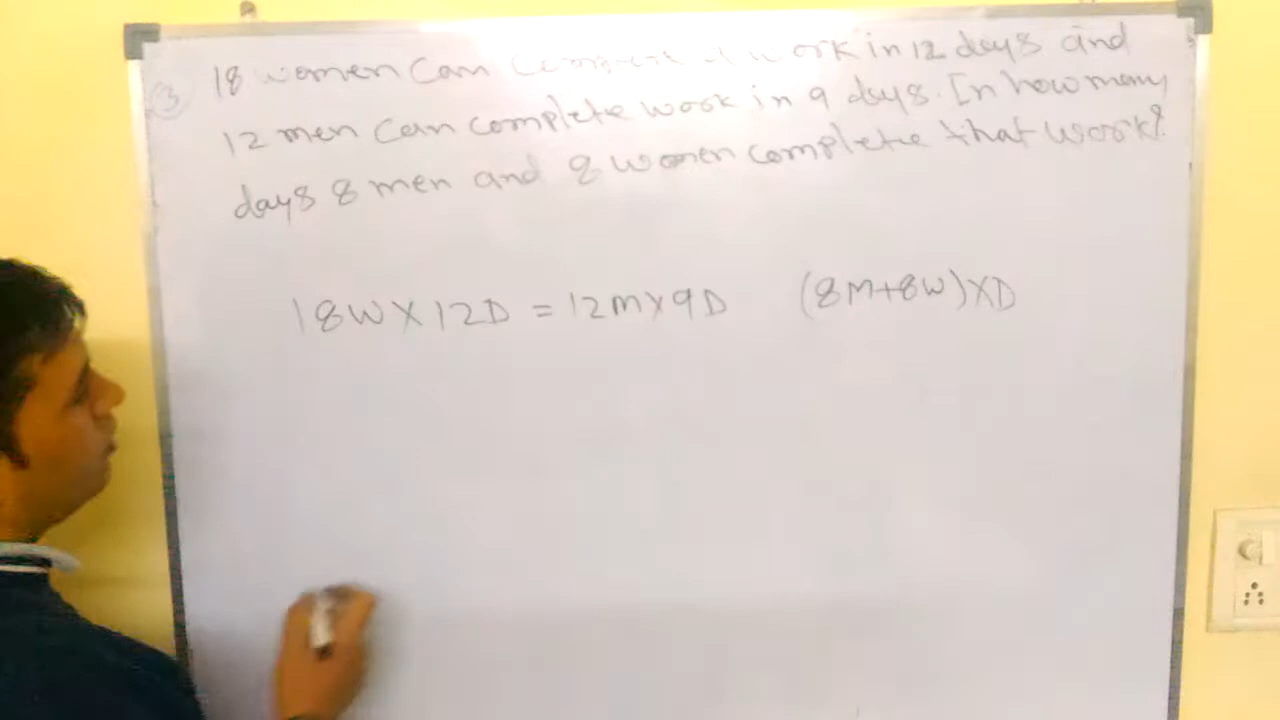 3 18 women can complete work in 12 days and
12 men can complete work in 9 days. In how many
days 8 men and 8 women complete that work?
18W X 12D = 12M X 9D (8M+8W) X D